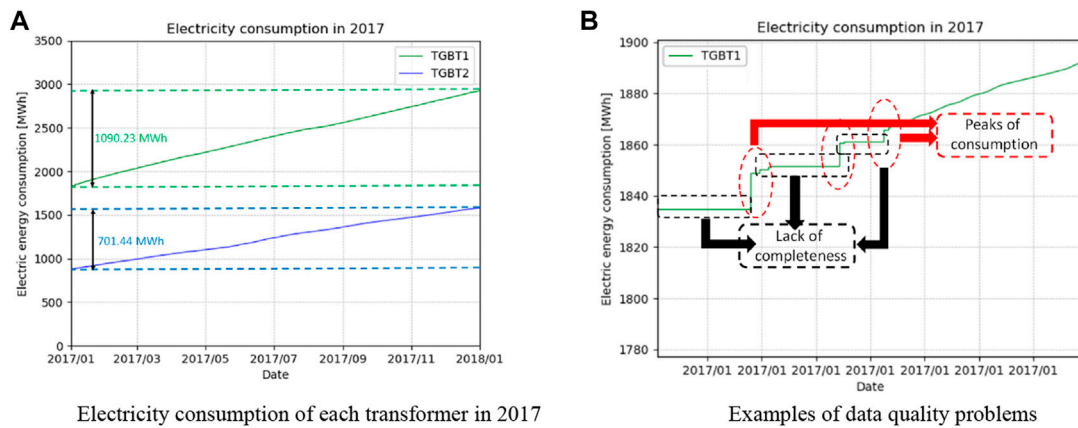 A
Electricity consumption in 2017
TGBT1
TGBT2
3500
3000
2500
2000
1500
1000
500
0
Electric energy consumption [MWh]
1090.23 MWh
701.44 MWh
2017/01 2017/03 2017/05 2017/07 2017/09 2017/11 2018/01
Date
Electricity consumption of each transformer in 2017
B
Electricity consumption in 2017
TGBT1
1900
1880
1860
1840
1820
1800
1780
Electric energy consumption [MWh]
Peaks of
consumption
Lack of
completeness
2017/01 2017/01 2017/01 2017/01 2017/01 2017/01 2017/01
Date
Examples of data quality problems